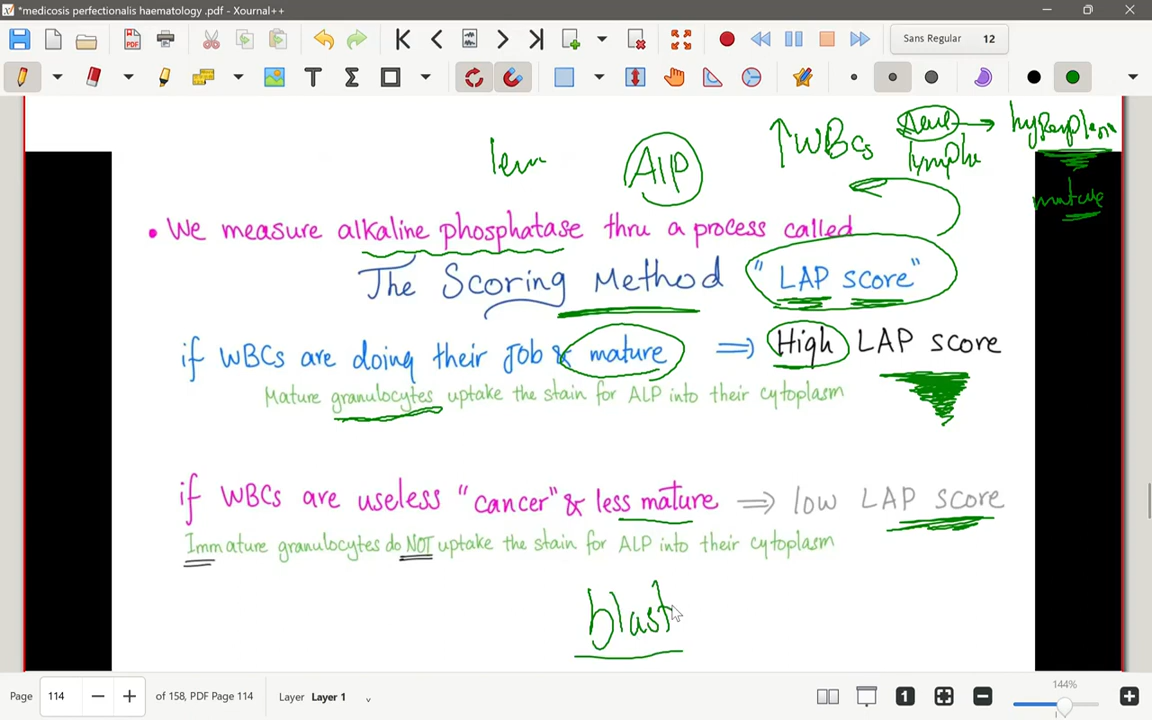 *medicosis perfectionalis haematology .pdf - Xournal++
PDF
Sans Regular 12
T Σ
ALP ↑WBCs → 
lympho
mature
• We measure alkaline phosphatase thru a process called
The Scoring Method "LAP score"
if WBCs are doing their job & mature ⇒ High LAP score
Mature granulocytes uptake the stain for ALP into their cytoplasm
if WBCs are useless "cancer" & less mature ⇒ low LAP score
Immature granulocytes do NOT uptake the stain for ALP into their cytoplasm
blast
Page 114 of 158, PDF Page 114 Layer Layer 1 1 144%